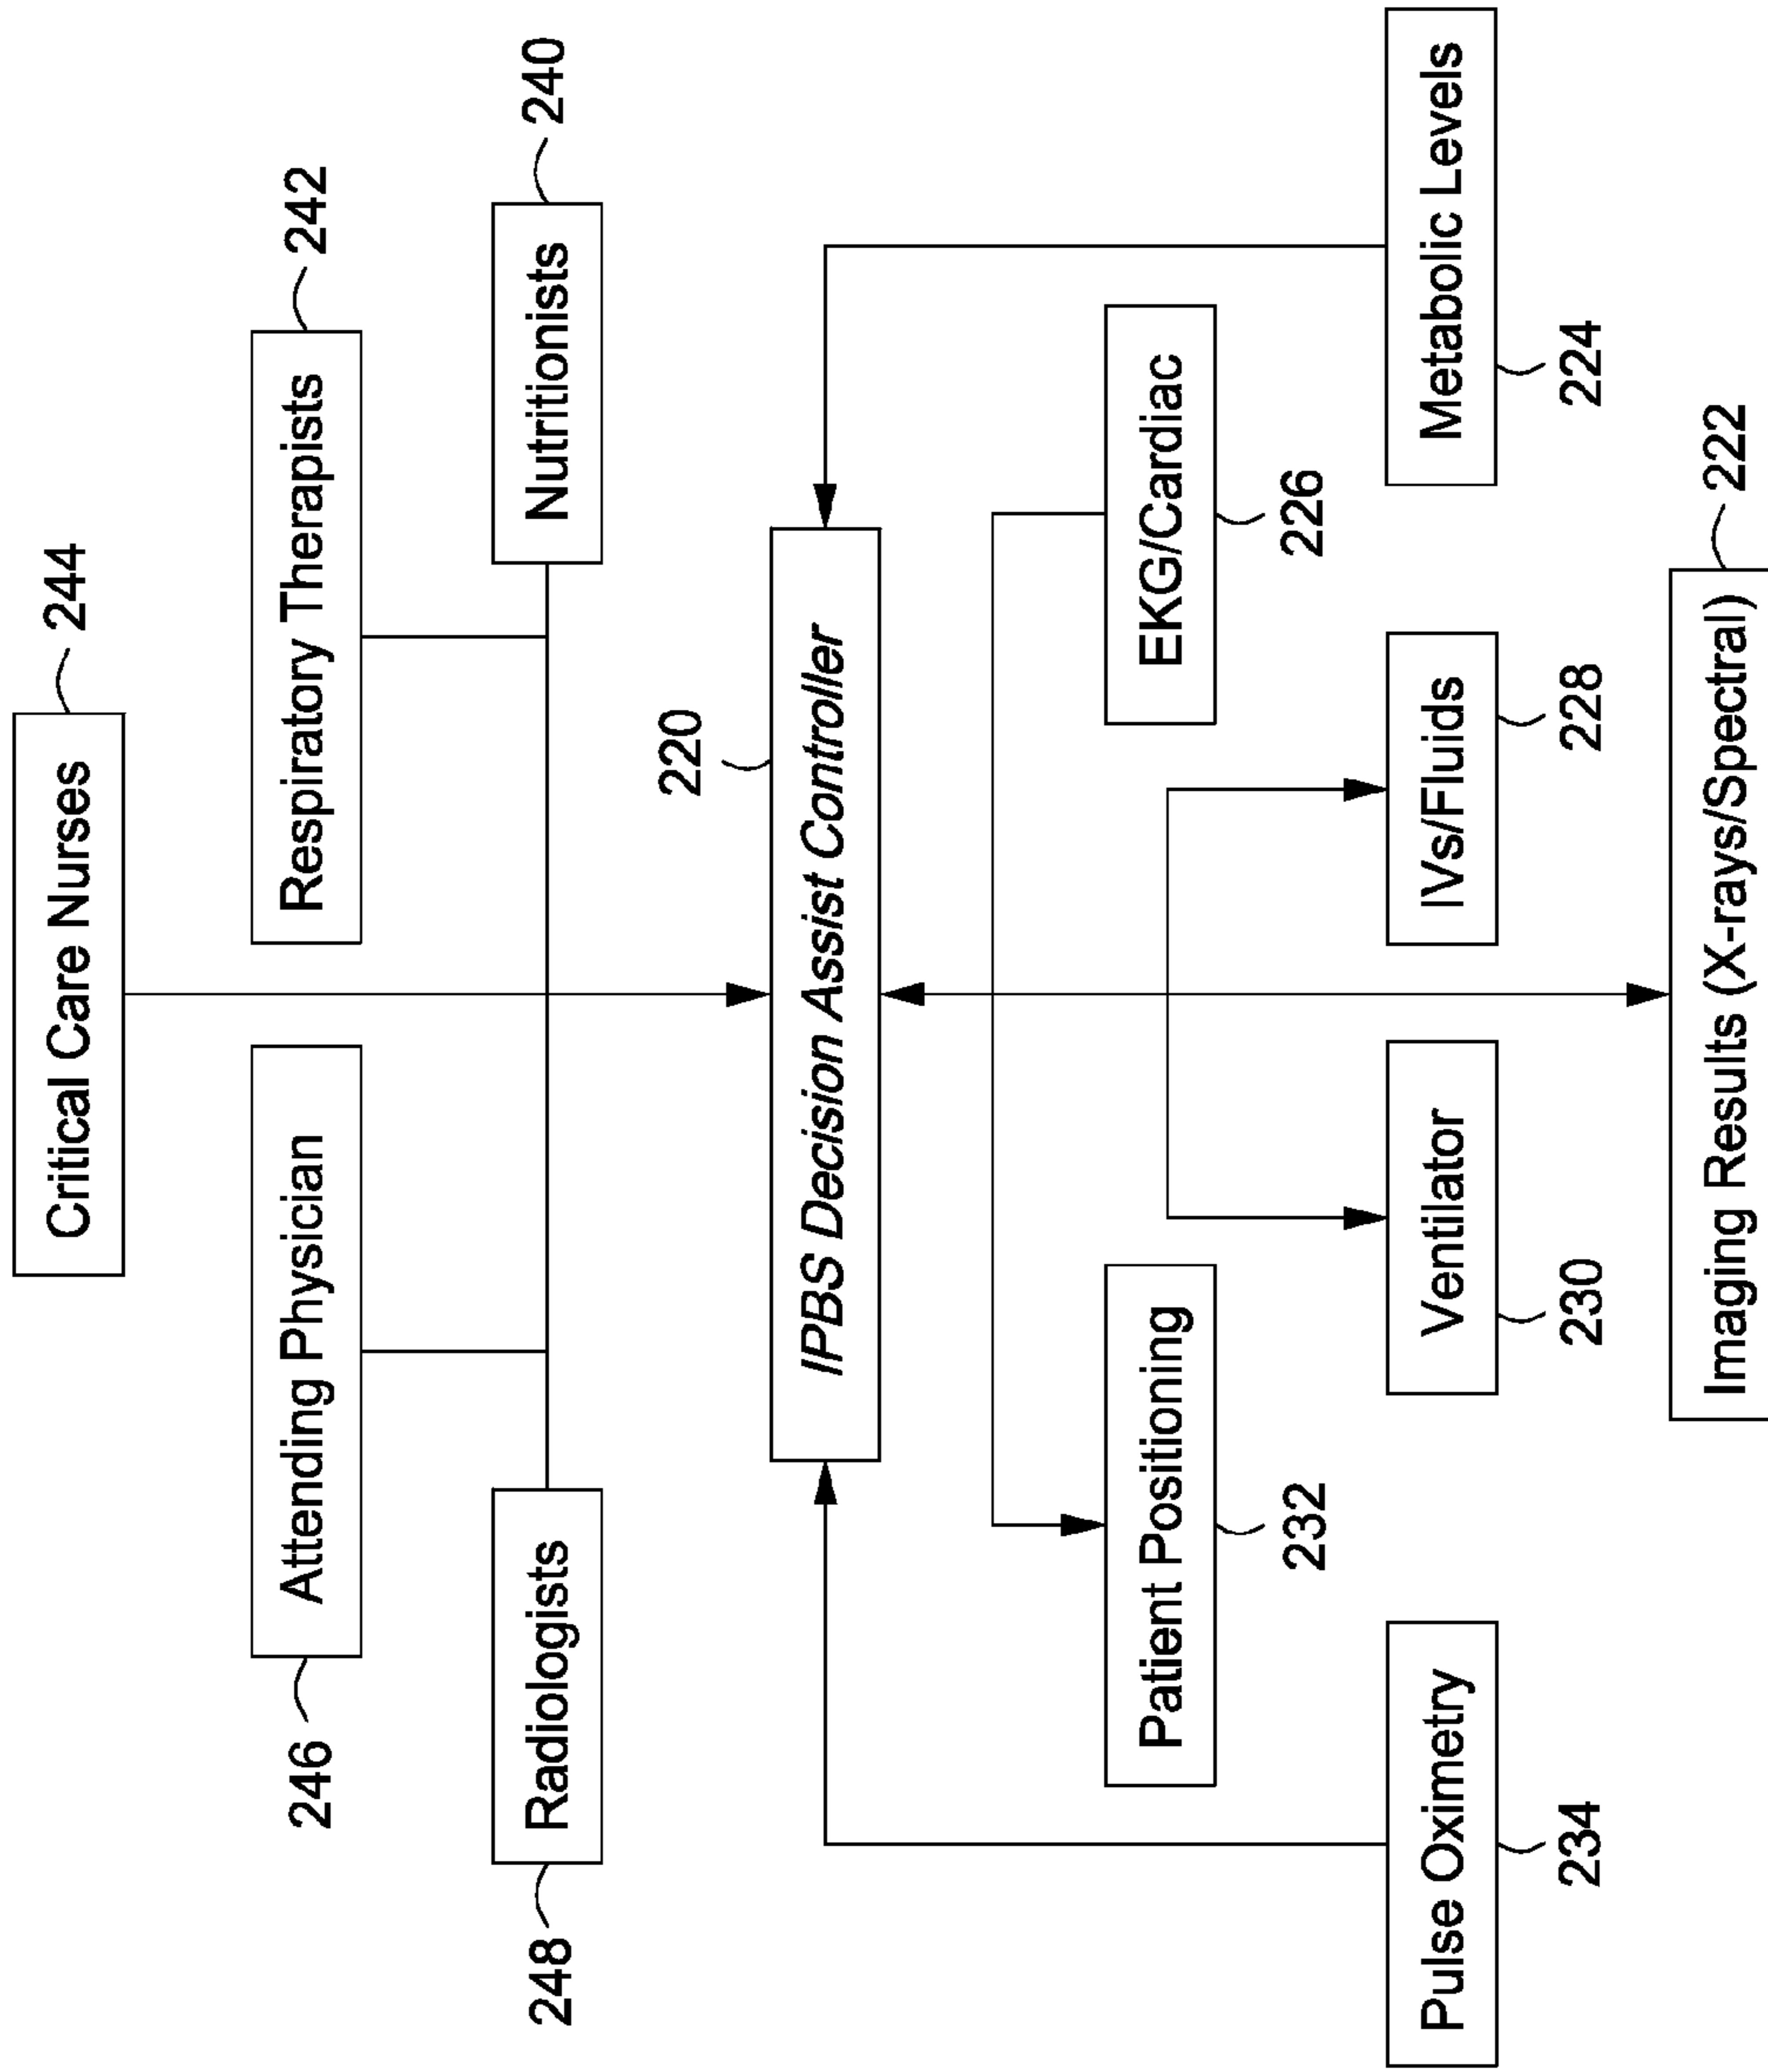 Critical Care Nurses
244
Attending Physician
246
Respiratory Therapists
242
Radiologists
248
Nutritionists
240
220
IPBS Decision Assist Controller
Patient Positioning
232
EKG/Cardiac
226
Pulse Oximetry
234
Ventilator
230
IVs/Fluids
228
Metabolic Levels
224
Imaging Results (X-rays/Spectral)
222